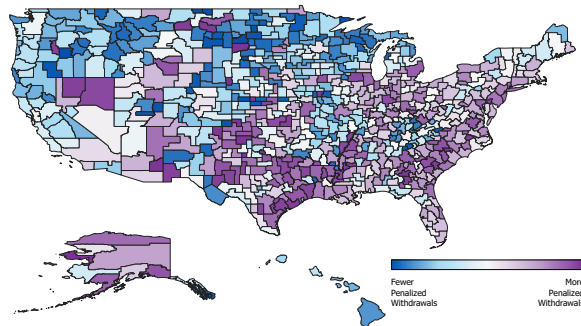 Fewer
Penalized
Withdrawals
More
Penalized
Withdrawals